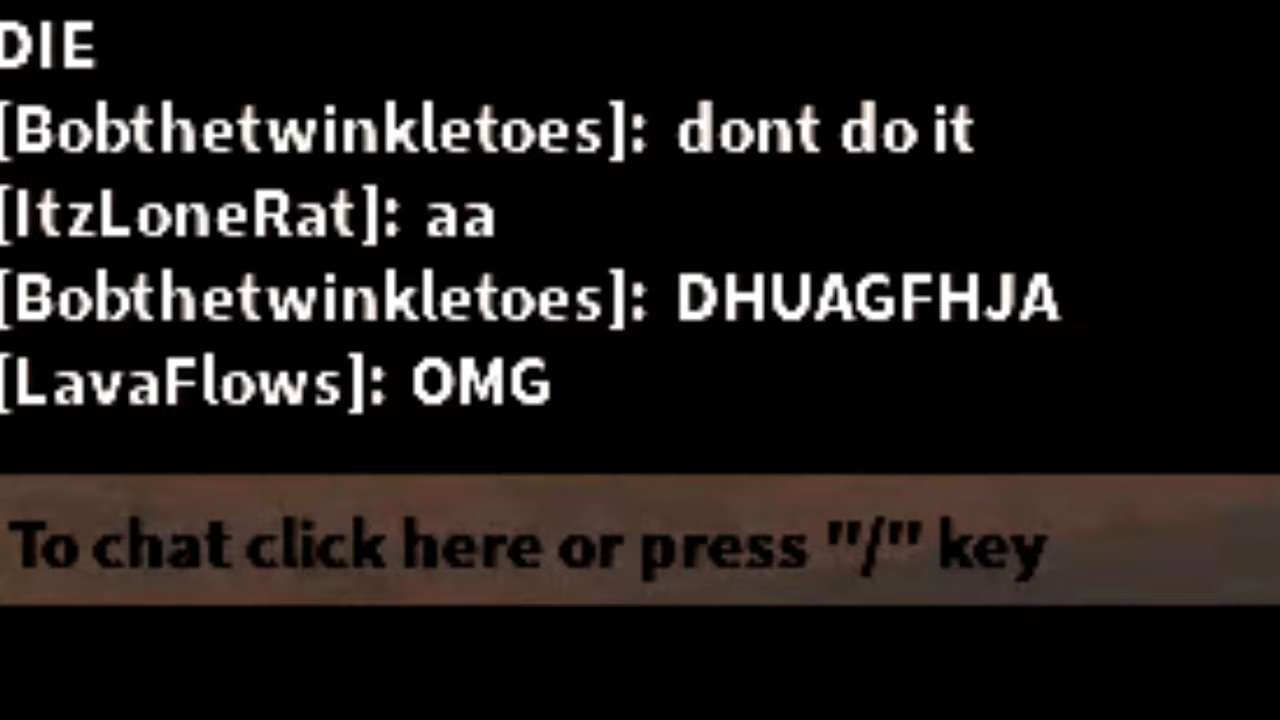 DIE
[Bobthetwinkletoes]: dont do it
[ItzLoneRat]: aa
[Bobthetwinkletoes]: DHUAGFHJA
[LavaFlows]: OMG
To chat click here or press "/" key